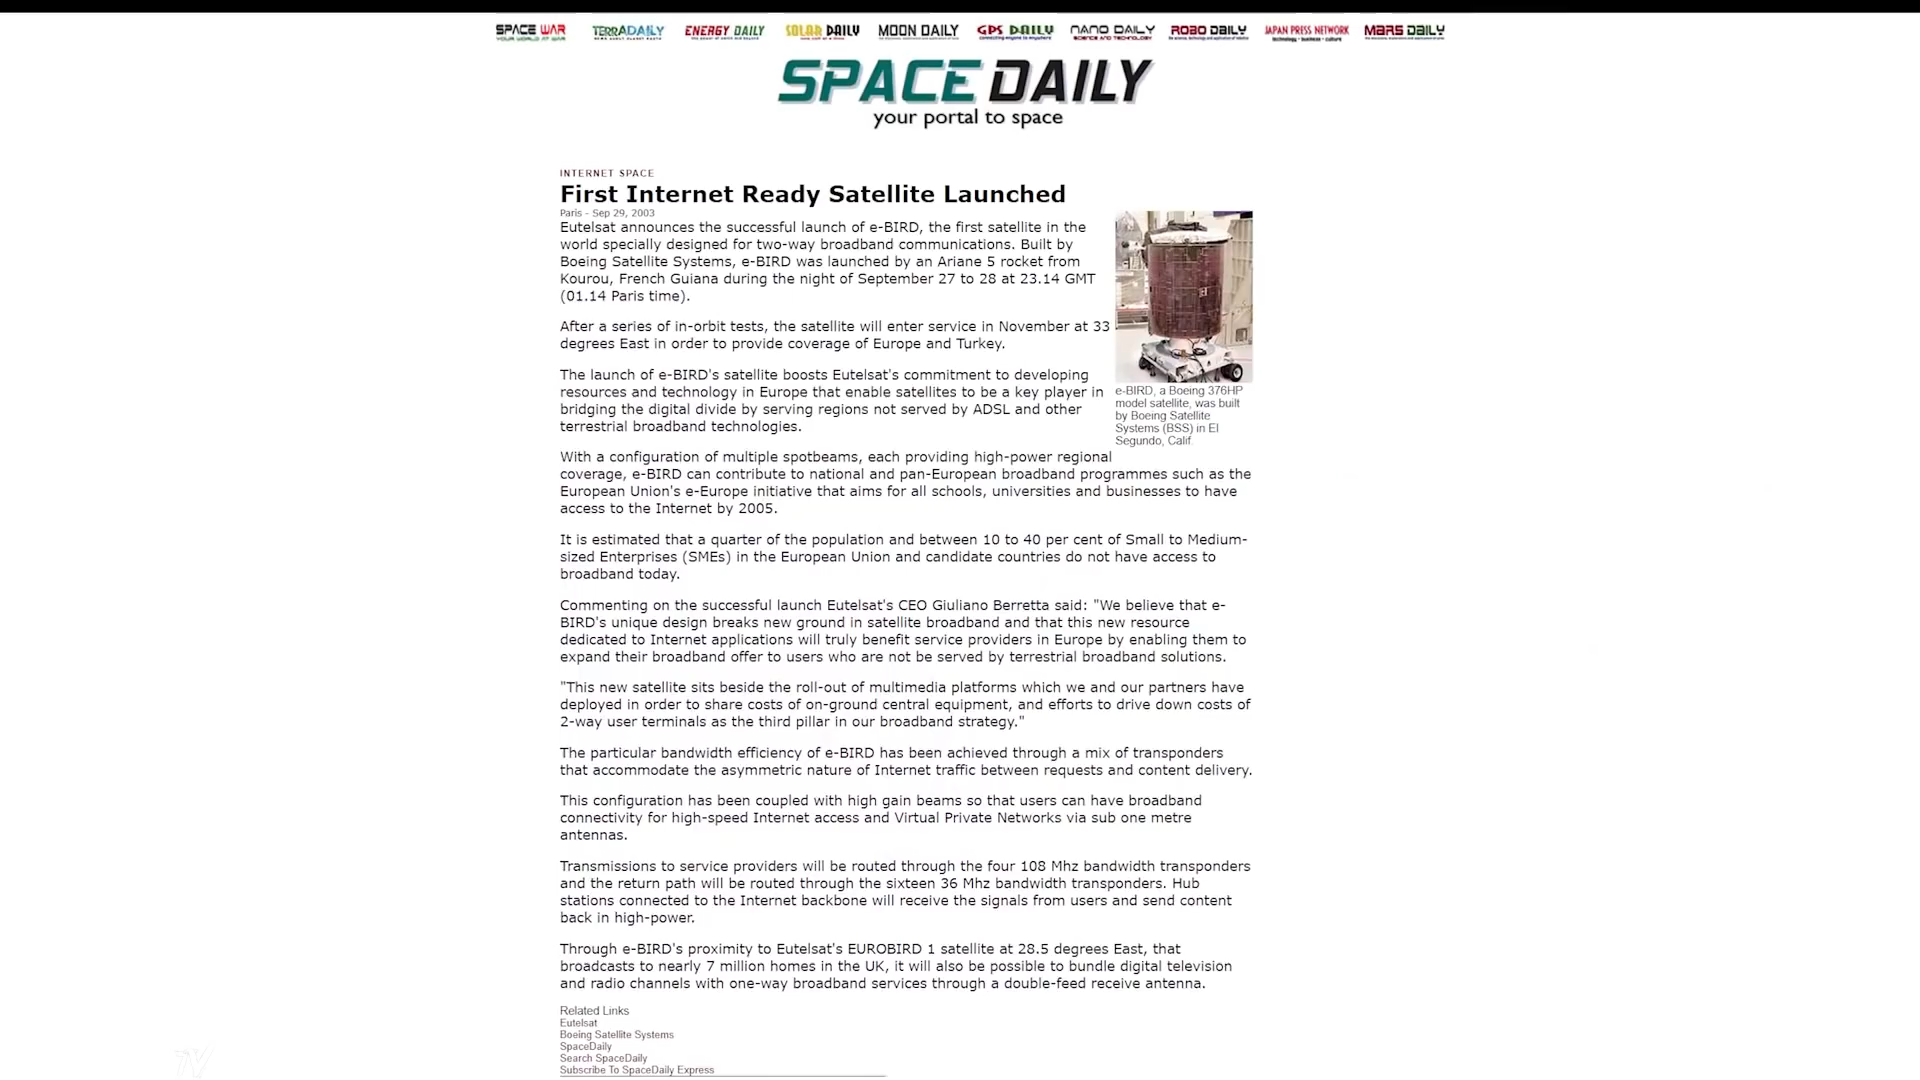 SPACE WAR
YOUR WORLD AT WAR
TERRADAILY
NEWS ABOUT PLANET EARTH
ENERGY DAILY
SOLAR DAILY
MOON DAILY
GPS DAILY
connecting anyone to anywhere
NANO DAILY
SCIENCE AND TECHNOLOGY
ROBO DAILY
JAPAN PRESS NETWORK
technology - business - culture
MARS DAILY
SPACE DAILY
your portal to space
INTERNET SPACE
First Internet Ready Satellite Launched
Paris - Sep 29, 2003
Eutelsat announces the successful launch of e-BIRD, the first satellite in the
world specially designed for two-way broadband communications. Built by
Boeing Satellite Systems, e-BIRD was launched by an Ariane 5 rocket from
Kourou, French Guiana during the night of September 27 to 28 at 23.14 GMT
(01.14 Paris time).
After a series of in-orbit tests, the satellite will enter service in November at 33
degrees East in order to provide coverage of Europe and Turkey.
The launch of e-BIRD's satellite boosts Eutelsat's commitment to developing
resources and technology in Europe that enable satellites to be a key player in
bridging the digital divide by serving regions not served by ADSL and other
terrestrial broadband technologies.
e-BIRD, a Boeing 376HP
model satellite, was built
by Boeing Satellite
Systems (BSS) in El
Segundo, Calif.
With a configuration of multiple spotbeams, each providing high-power regional
coverage, e-BIRD can contribute to national and pan-European broadband programmes such as the
European Union's e-Europe initiative that aims for all schools, universities and businesses to have
access to the Internet by 2005.
It is estimated that a quarter of the population and between 10 to 40 per cent of Small to Medium-
sized Enterprises (SMEs) in the European Union and candidate countries do not have access to
broadband today.
Commenting on the successful launch Eutelsat's CEO Giuliano Berretta said: "We believe that e-
BIRD's unique design breaks new ground in satellite broadband and that this new resource
dedicated to Internet applications will truly benefit service providers in Europe by enabling them to
expand their broadband offer to users who are not be served by terrestrial broadband solutions.
"This new satellite sits beside the roll-out of multimedia platforms which we and our partners have
deployed in order to share costs of on-ground central equipment, and efforts to drive down costs of
2-way user terminals as the third pillar in our broadband strategy."
The particular bandwidth efficiency of e-BIRD has been achieved through a mix of transponders
that accommodate the asymmetric nature of Internet traffic between requests and content delivery.
This configuration has been coupled with high gain beams so that users can have broadband
connectivity for high-speed Internet access and Virtual Private Networks via sub one metre
antennas.
Transmissions to service providers will be routed through the four 108 Mhz bandwidth transponders
and the return path will be routed through the sixteen 36 Mhz bandwidth transponders. Hub
stations connected to the Internet backbone will receive the signals from users and send content
back in high-power.
Through e-BIRD's proximity to Eutelsat's EUROBIRD 1 satellite at 28.5 degrees East, that
broadcasts to nearly 7 million homes in the UK, it will also be possible to bundle digital television
and radio channels with one-way broadband services through a double-feed receive antenna.
Related Links
Eutelsat
Boeing Satellite Systems
SpaceDaily
Search SpaceDaily
Subscribe To SpaceDaily Express